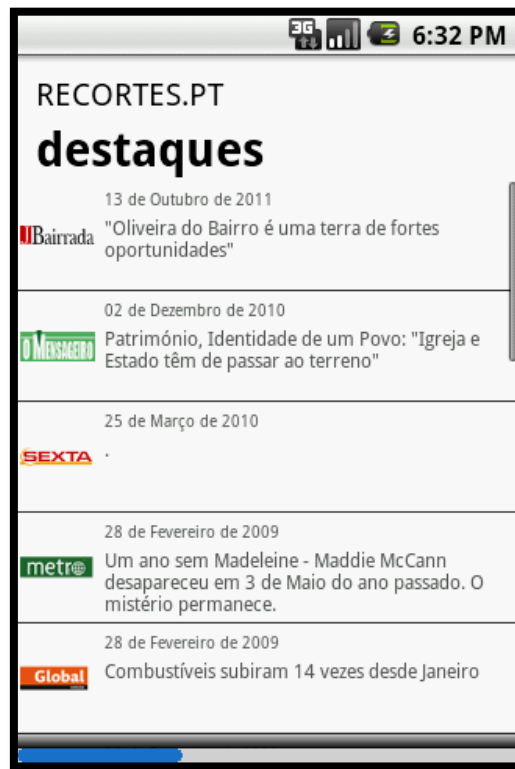 3G
6:32 PM
RECORTES.PT
destaques
13 de Outubro de 2011
JBairrada
"Oliveira do Bairro é uma terra de fortes
oportunidades"
02 de Dezembro de 2010
O MENSAGEIRO
Património, Identidade de um Povo: "Igreja e
Estado têm de passar ao terreno"
25 de Março de 2010
SEXTA
.
28 de Fevereiro de 2009
metro
Um ano sem Madeleine - Maddie McCann
desapareceu em 3 de Maio do ano passado. O
mistério permanece.
28 de Fevereiro de 2009
Global
Combustíveis subiram 14 vezes desde Janeiro